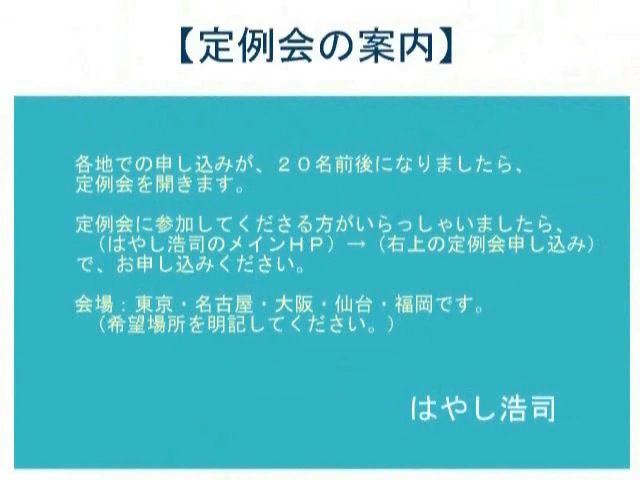 【定例会の案内】
各地での申し込みが、２０名前後になりましたら、
定例会を開きます。
定例会に参加してくださる方がいらっしゃいましたら、
（はやし浩司のメインＨＰ）→（右上の定例会申し込み）
で、お申し込みください。
会場：東京・名古屋・大阪・仙台・福岡です。
（希望場所を明記してください。）
はやし浩司